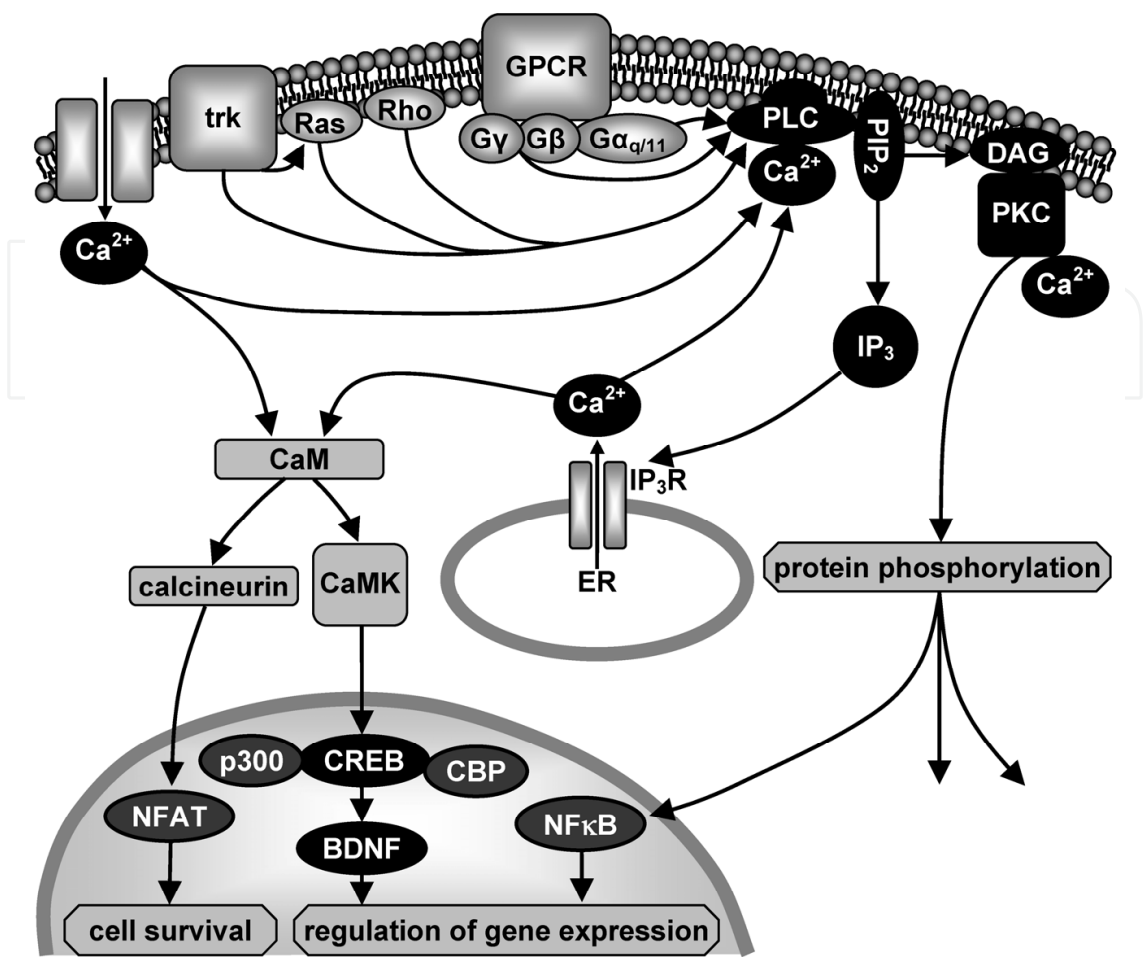 GPCR
trk
Ras
Rho
Gγ
Gβ
Gαq/11
PLC
Ca2+
PIP2
DAG
PKC
Ca2+
Ca2+
IP3
Ca2+
CaM
IP3R
ER
calcineurin
CaMK
protein phosphorylation
p300
CREB
CBP
NFAT
NFκB
BDNF
cell survival
regulation of gene expression